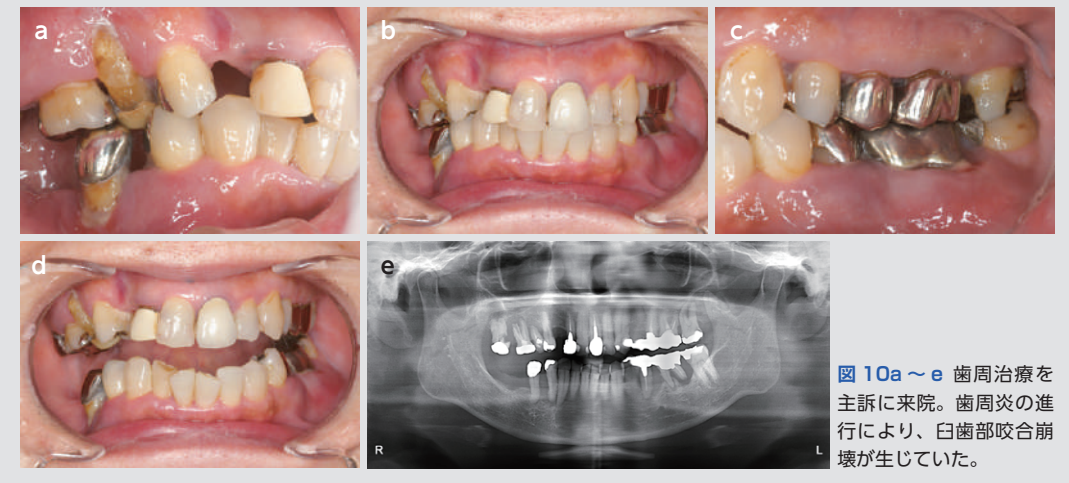 a
b
c
d
e
R
L
図 10a ～ e 歯周治療を
主訴に来院。歯周炎の進
行により、臼歯部咬合崩
壊が生じていた。